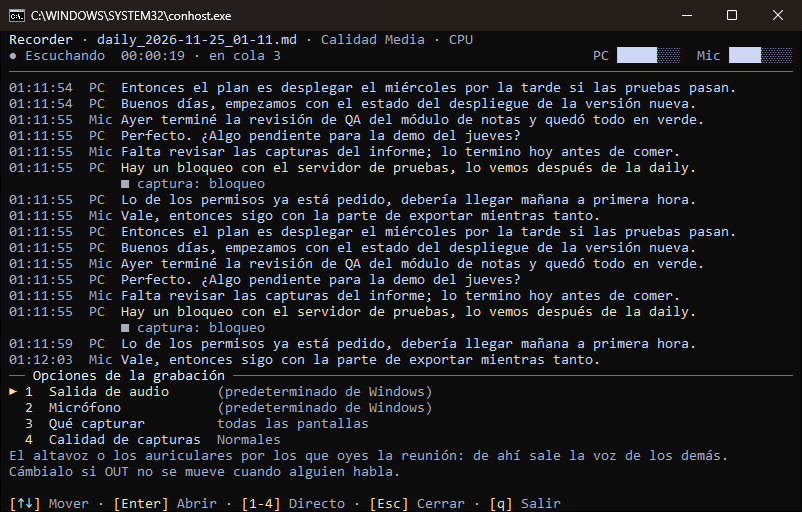 C:\WINDOWS\SYSTEM32\conhost.exe
Recorder · daily_2026-11-25_01-11.md · Calidad Media · CPU
● Escuchando 00:00:19 · en cola 3 PC Mic
01:11:54 PC Entonces el plan es desplegar el miércoles por la tarde si las pruebas pasan.
01:11:54 PC Buenos días, empezamos con el estado del despliegue de la versión nueva.
01:11:55 Mic Ayer terminé la revisión de QA del módulo de notas y quedó todo en verde.
01:11:55 PC Perfecto. ¿Algo pendiente para la demo del jueves?
01:11:55 Mic Falta revisar las capturas del informe; lo termino hoy antes de comer.
01:11:55 PC Hay un bloqueo con el servidor de pruebas, lo vemos después de la daily.
■ captura: bloqueo
01:11:55 PC Lo de los permisos ya está pedido, debería llegar mañana a primera hora.
01:11:55 Mic Vale, entonces sigo con la parte de exportar mientras tanto.
01:11:55 PC Entonces el plan es desplegar el miércoles por la tarde si las pruebas pasan.
01:11:55 PC Buenos días, empezamos con el estado del despliegue de la versión nueva.
01:11:55 Mic Ayer terminé la revisión de QA del módulo de notas y quedó todo en verde.
01:11:55 PC Perfecto. ¿Algo pendiente para la demo del jueves?
01:11:55 Mic Falta revisar las capturas del informe; lo termino hoy antes de comer.
01:11:55 PC Hay un bloqueo con el servidor de pruebas, lo vemos después de la daily.
■ captura: bloqueo
01:11:59 PC Lo de los permisos ya está pedido, debería llegar mañana a primera hora.
01:12:03 Mic Vale, entonces sigo con la parte de exportar mientras tanto.
Opciones de la grabación
► 1 Salida de audio (predeterminado de Windows)
2 Micrófono (predeterminado de Windows)
3 Qué capturar todas las pantallas
4 Calidad de capturas Normales
El altavoz o los auriculares por los que oyes la reunión: de ahí sale la voz de los demás.
Cámbialo si OUT no se mueve cuando alguien habla.
[↑↓] Mover · [Enter] Abrir · [1-4] Directo · [Esc] Cerrar · [q] Salir